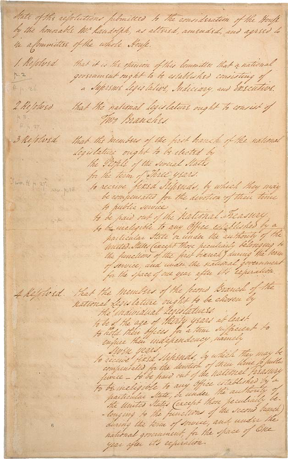 State of the resolutions submitted to the consideration of the House
by the honorable Mr. Randolph, as altered, amended, and agreed
to in a Committee of the whole House.
1 Resolved that it is the opinion of this Committee that a national
government ought to be established consisting of
a Supreme Legislative, Judiciary, and Executive.
2 Resolved that the national Legislature ought to consist of
Two Branches
3 Resolved that the members of the first branch of the national
Legislature ought to be elected by
the People of the several States
for the term of Three years
to receive fixed stipends, by which they may
be compensated for the devotion of their time
to public service
to be paid out of the National Treasury
to be ineligible to any Office established by a
particular State or under the authority of the
United States (except those peculiarly belonging to
the functions of the first branch) during the term
of service, and under the national government
for the space of one year after its expiration.
4 Resolved that the members of the second Branch of the
national Legislature ought to be chosen by
the individual Legislatures
to be of the age of thirty years at least
to hold their offices for a term sufficient to
ensure their independency, namely
seven years
to receive fixed stipends, by which they may be
compensated for the devotion of their time to public
service - to be paid out of the National Treasury
to be ineligible to any Office established by a
particular State, or under the authority of
the United States (except those peculiarly be-
longing to the functions of the second branch)
during the term of service, and under the
national government, for the space of One
year after its expiration.